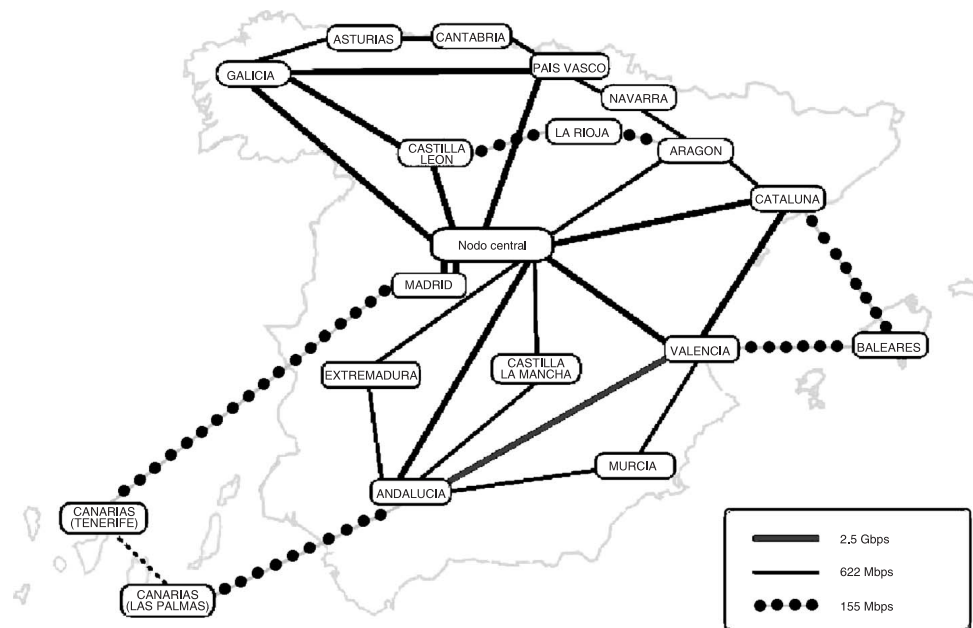 ASTURIAS
CANTABRIA
GALICIA
PAIS VASCO
NAVARRA
LA RIOJA
CASTILLA
LEON
ARAGON
CATALUNA
Nodo central
MADRID
VALENCIA
BALEARES
EXTREMADURA
CASTILLA
LA MANCHA
MURCIA
ANDALUCIA
CANARIAS
(TENERIFE)
CANARIAS
(LAS PALMAS)
2,5 Gbps
622 Mbps
155 Mbps